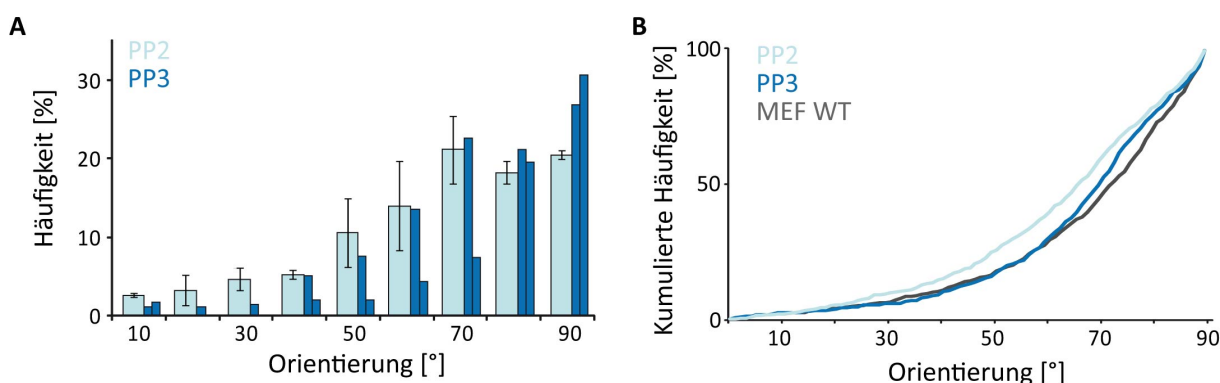 A
PP2
PP3
Häufigkeit [%]
30
20
10
0
10 30 50 70 90
Orientierung [°]
B
PP2
PP3
MEF WT
Kumulierte Häufigkeit [%]
100
50
0
10 30 50 70 90
Orientierung [°]